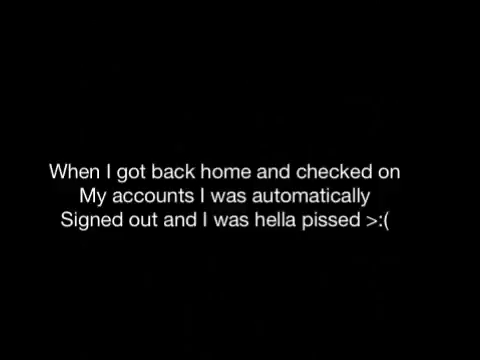 When I got back home and checked on
My accounts I was automatically
Signed out and I was hella pissed >:(